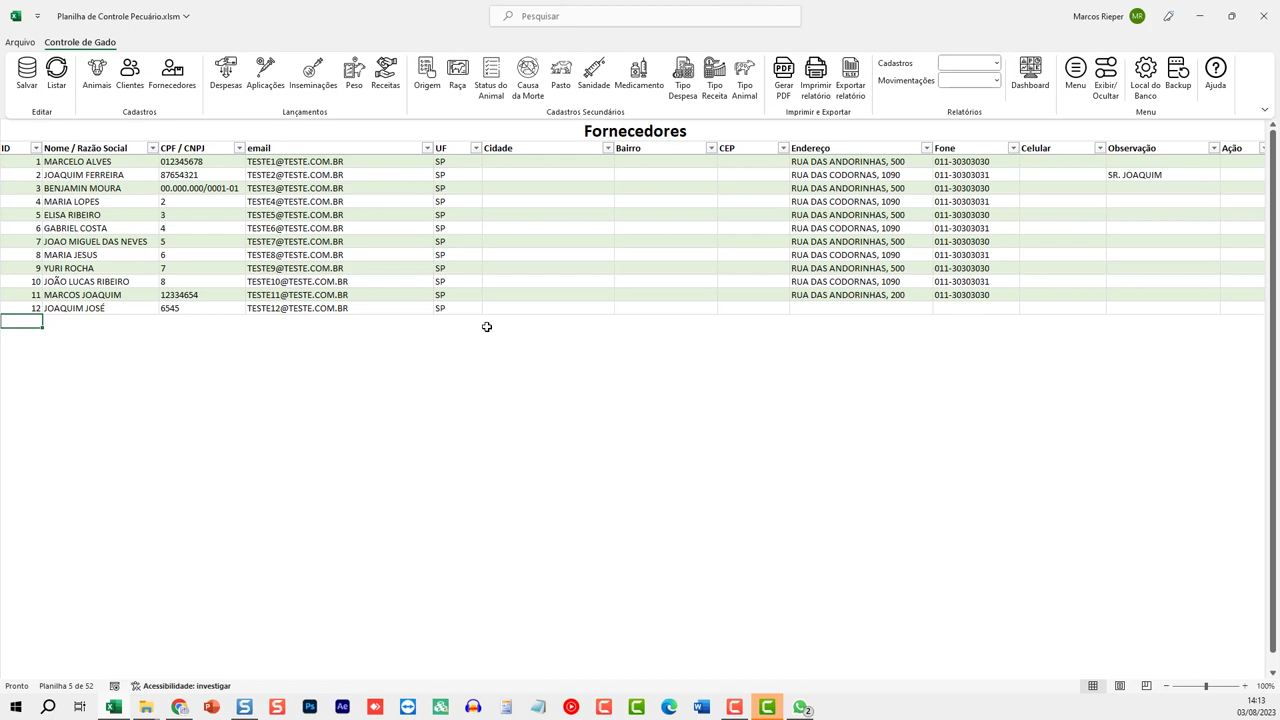 Planilha de Controle Pecuário.xlsm
Pesquisar
Marcos Rieper
MR
Arquivo
Controle de Gado
Salvar
Listar
Animais
Clientes
Fornecedores
Despesas
Aplicações
Inseminações
Peso
Receitas
Origem
Raça
Status do Animal
Causa da Morte
Pasto
Sanidade
Medicamento
Tipo Despesa
Tipo Receita
Tipo Animal
Gerar PDF
Imprimir relatório
Exportar relatório
Cadastros
Movimentações
Dashboard
Menu
Exibir/ Ocultar
Local do Banco
Backup
Ajuda
Editar
Cadastros
Lançamentos
Cadastros Secundários
Imprimir e Exportar
Relatórios
Menu
Fornecedores
ID Nome / Razão Social CPF / CNPJ email UF Cidade Bairro CEP Endereço Fone Celular Observação Ação
1 MARCELO ALVES 012345678 TESTE1@TESTE.COM.BR SP RUA DAS ANDORINHAS, 500 011-30303030
2 JOAQUIM FERREIRA 87654321 TESTE2@TESTE.COM.BR SP RUA DAS CODORNAS, 1090 011-30303031 SR. JOAQUIM
3 BENJAMIN MOURA 00.000.000/0001-01 TESTE3@TESTE.COM.BR SP RUA DAS ANDORINHAS, 500 011-30303030
4 MARIA LOPES 2 TESTE4@TESTE.COM.BR SP RUA DAS CODORNAS, 1090 011-30303031
5 ELISA RIBEIRO 3 TESTE5@TESTE.COM.BR SP RUA DAS ANDORINHAS, 500 011-30303030
6 GABRIEL COSTA 4 TESTE6@TESTE.COM.BR SP RUA DAS CODORNAS, 1090 011-30303031
7 JOAO MIGUEL DAS NEVES 5 TESTE7@TESTE.COM.BR SP RUA DAS ANDORINHAS, 500 011-30303030
8 MARIA JESUS 6 TESTE8@TESTE.COM.BR SP RUA DAS CODORNAS, 1090 011-30303031
9 YURI ROCHA 7 TESTE9@TESTE.COM.BR SP RUA DAS ANDORINHAS, 500 011-30303030
10 JOÃO LUCAS RIBEIRO 8 TESTE10@TESTE.COM.BR SP RUA DAS CODORNAS, 1090 011-30303031
11 MARCOS JOAQUIM 12334654 TESTE11@TESTE.COM.BR SP RUA DAS ANDORINHAS, 200 011-30303030
12 JOAQUIM JOSÉ 6545 TESTE12@TESTE.COM.BR SP
Pronto
Planilha 5 de 52
Acessibilidade: investigar
100%
14:13
03/08/2023